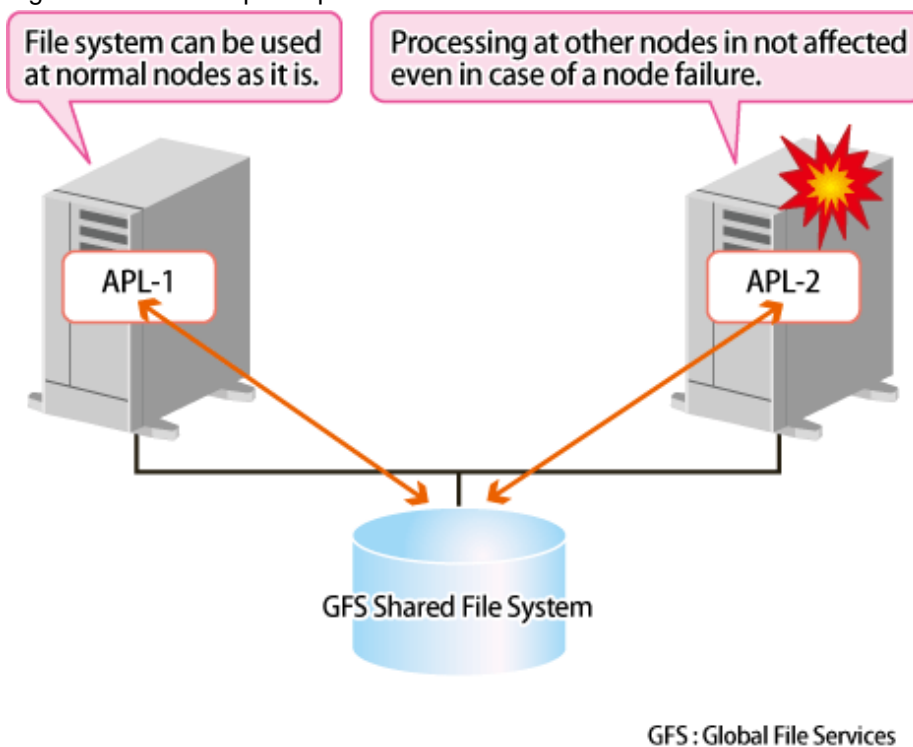 File system can be used
at normal nodes as it is.
Processing at other nodes in not affected
even in case of a node failure.
APL-1
APL-2
GFS Shared File System
GFS : Global File Services